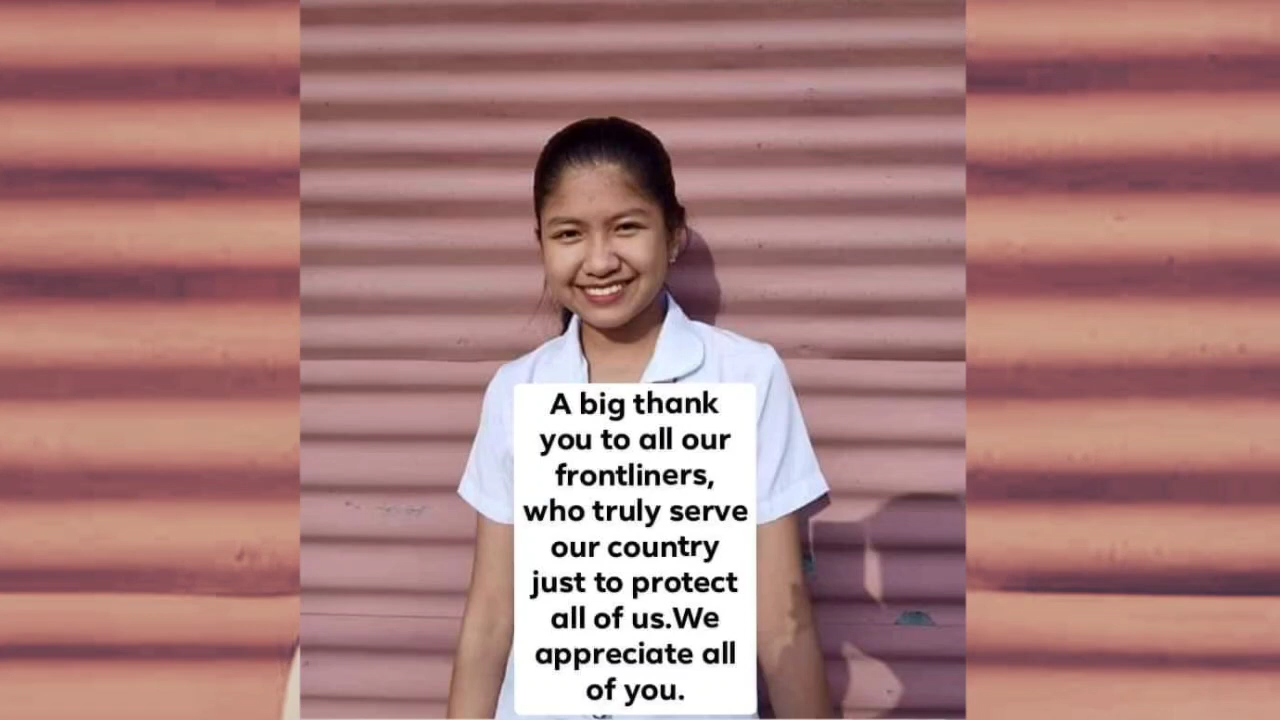 A big thank
you to all our
frontliners,
who truly serve
our country
just to protect
all of us.We
appreciate all
of you.